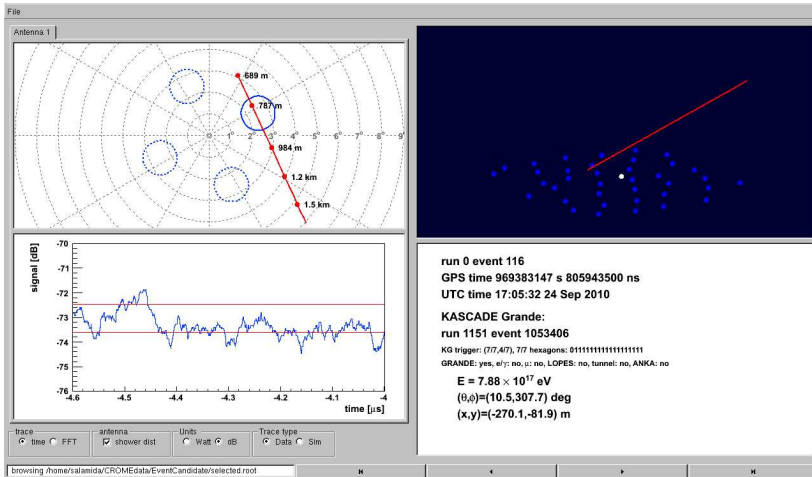 File
Antenna 1
689 m
787 m
984 m
1.2 km
1.5 km
0 1° 2° 3° 4° 5° 6° 7° 8° 9°
signal [dB]
-70
-71
-72
-73
-74
-75
-76
-4.6 -4.5 -4.4 -4.3 -4.2 -4.1 -4
time [μs]
run 0 event 116
GPS time 969383147 s 805943500 ns
UTC time 17:05:32 24 Sep 2010
KASCADE Grande:
run 1151 event 1053406
KG trigger: (7/7,4/7), 7/7 hexagons: 0111111111111111111
GRANDE: yes, e/γ: no, μ: no, LOPES: no, tunnel: no, ANKA: no
E = 7.88 × 10¹⁷ eV
(θ,φ)=(10.5,307.7) deg
(x,y)=(-270.1,-81.9) m
trace
time FFT
antenna
shower dist
Units
Watt dB
Trace type
Data Sim
browsing /home/salamida/CROMEdata/EventCandidate/selected.root